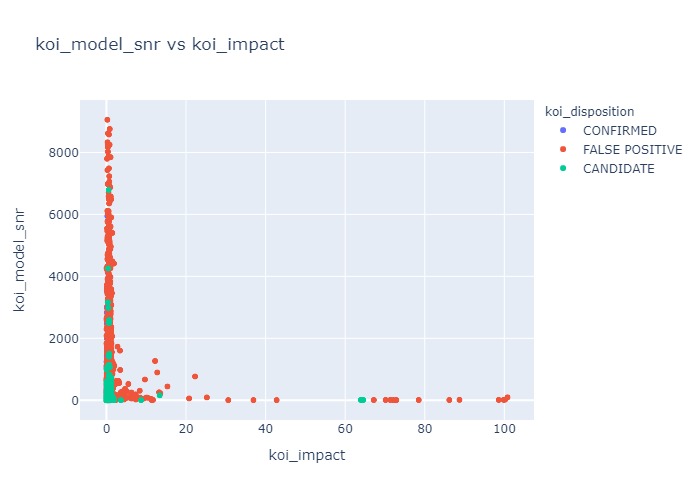 koi_model_snr vs koi_impact
koi_disposition
CONFIRMED
FALSE POSITIVE
CANDIDATE
8000
6000
4000
2000
0
koi_model_snr
0 20 40 60 80 100
koi_impact